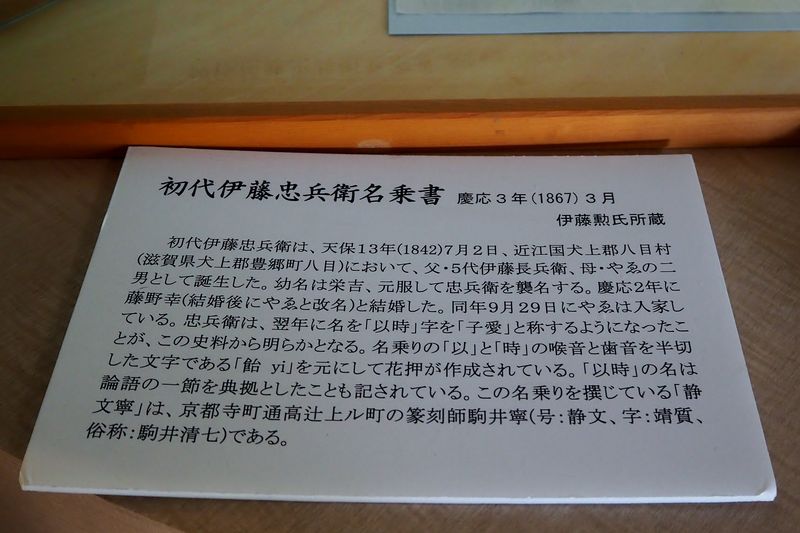 初代伊藤忠兵衛名乗書 慶応3年(1867)3月
伊藤勲氏所蔵
初代伊藤忠兵衛は、天保13年(1842)7月2日、近江国犬上郡八目村
(滋賀県犬上郡豊郷町八目)において、父・5代伊藤長兵衛、母・やゑの二
男として誕生した。幼名は栄吉、元服して忠兵衛を襲名する。慶応2年に
藤野幸(結婚後にやゑと改名)と結婚した。同年9月29日にやゑは入家し
ている。忠兵衛は、翌年に名を「以時」字を「子愛」と称するようになったこ
とが、この史料から明らかとなる。名乗りの「以」と「時」の喉音と歯音を半切
した文字である「飴 yi」を元にして花押が作成されている。「以時」の名は
論語の一節を典拠としたことも記されている。この名乗りを撰じている「静
文寧」は、京都寺町通高辻上ル町の篆刻師駒井寧(号:静文、字:靖質、
俗称:駒井清七)である。